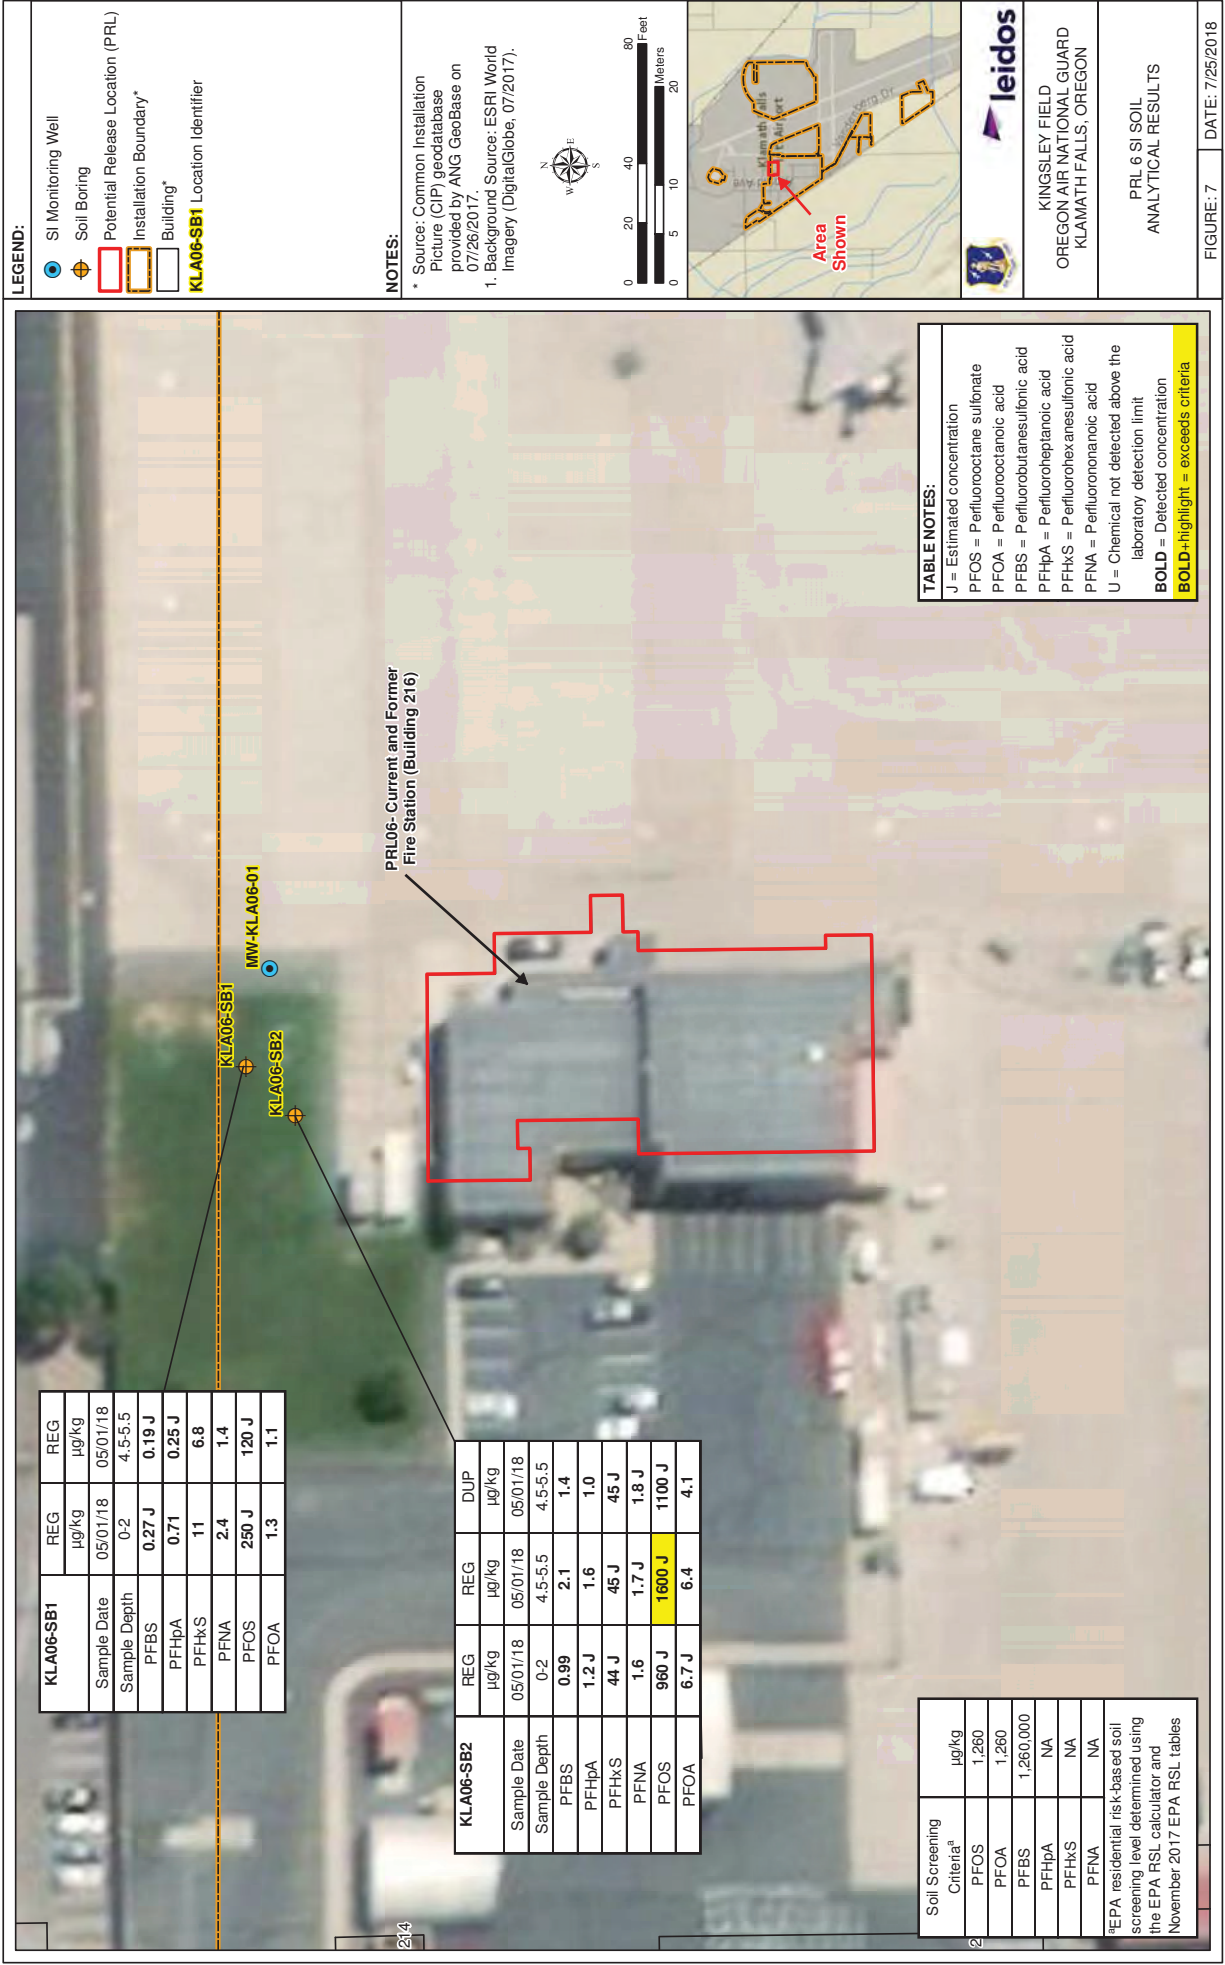 KLA06-SB1 REG REG
µg/kg µg/kg
Sample Date 05/01/18 05/01/18
Sample Depth 0-2 4.5-5.5
PFBS 0.27 J 0.19 J
PFHpA 0.71 0.25 J
PFHxS 11 6.8
PFNA 2.4 1.4
PFOS 250 J 120 J
PFOA 1.3 1.1
KLA06-SB1
MW-KLA06-01
KLA06-SB2
PRL06- Current and Former
Fire Station (Building 216)
214
KLA06-SB2 REG REG DUP
µg/kg µg/kg µg/kg
Sample Date 05/01/18 05/01/18 05/01/18
Sample Depth 0-2 4.5-5.5 4.5-5.5
PFBS 0.99 2.1 1.4
PFHpA 1.2 J 1.6 1.0
PFHxS 44 J 45 J 45 J
PFNA 1.6 1.7 J 1.8 J
PFOS 960 J 1600 J 1100 J
PFOA 6.7 J 6.4 4.1
Soil Screening
Criteriaᵃ µg/kg
PFOS 1,260
PFOA 1,260
PFBS 1,260,000
PFHpA NA
PFHxS NA
PFNA NA
ᵃEPA residential risk-based soil
screening level determined using
the EPA RSL calculator and
November 2017 EPA RSL tables
2
TABLE NOTES:
J = Estimated concentration
PFOS = Perfluorooctane sulfonate
PFOA = Perfluorooctanoic acid
PFBS = Perfluorobutanesulfonic acid
PFHpA = Perfluoroheptanoic acid
PFHxS = Perfluorohexanesulfonic acid
PFNA = Perfluorononanoic acid
U = Chemical not detected above the
laboratory detection limit
BOLD = Detected concentration
BOLD+highlight = exceeds criteria
LEGEND:
SI Monitoring Well
Soil Boring
Potential Release Location (PRL)
Installation Boundary*
Building*
KLA06-SB1 Location Identifier
NOTES:
* Source: Common Installation
Picture (CIP) geodatabase
provided by ANG GeoBase on
07/26/2017.
1. Background Source: ESRI World
Imagery (DigitalGlobe, 07/2017).
N
W E
S
0 20 40 80
Feet
Meters
0 5 10 20
Klamath Falls
Airport
Area
Shown
leidos
KINGSLEY FIELD
OREGON AIR NATIONAL GUARD
KLAMATH FALLS, OREGON
PRL 6 SI SOIL
ANALYTICAL RESULTS
FIGURE: 7 DATE: 7/25/2018